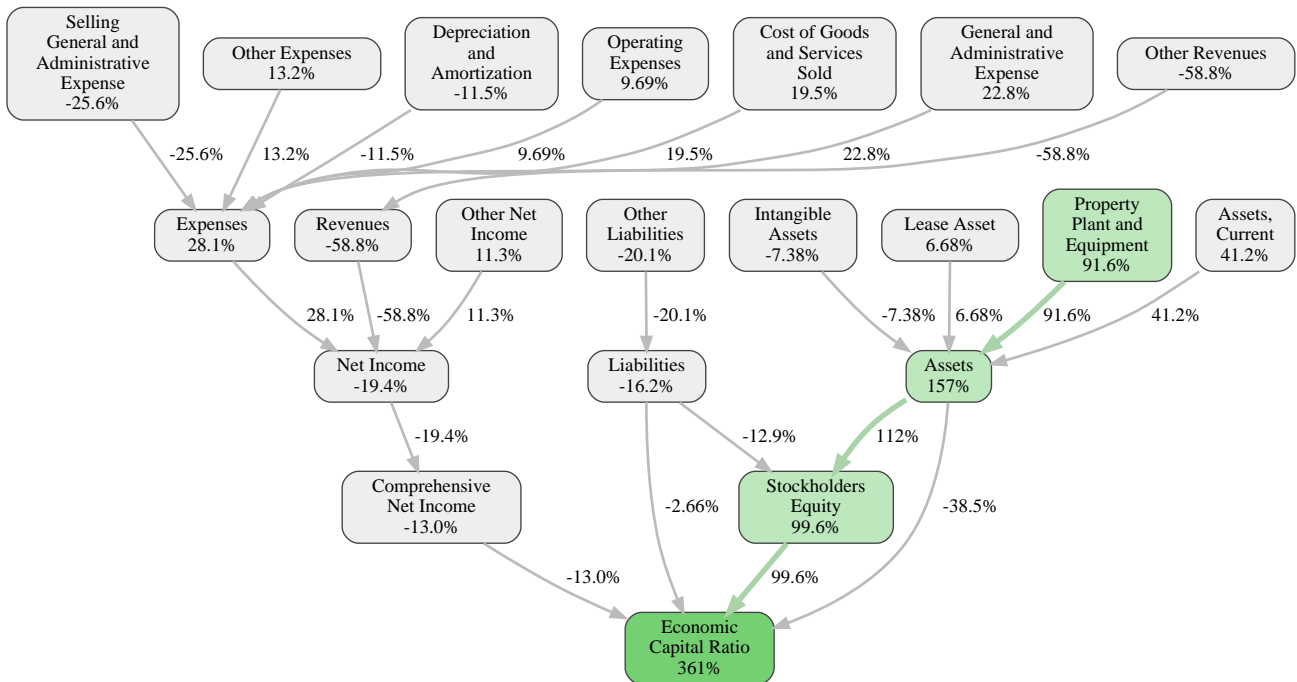 Selling
General and
Administrative
Expense
-25.6%
Other Expenses
13.2%
Depreciation
and
Amortization
-11.5%
Operating
Expenses
9.69%
Cost of Goods
and Services
Sold
19.5%
General and
Administrative
Expense
22.8%
Other Revenues
-58.8%
-25.6%
13.2%
-11.5%
9.69%
19.5%
22.8%
-58.8%
Expenses
28.1%
Revenues
-58.8%
Other Net
Income
11.3%
Other
Liabilities
-20.1%
Intangible
Assets
-7.38%
Lease Asset
6.68%
Property
Plant and
Equipment
91.6%
Assets,
Current
41.2%
28.1%
-58.8%
11.3%
-20.1%
-7.38%
6.68%
91.6%
41.2%
Net Income
-19.4%
Liabilities
-16.2%
Assets
157%
-19.4%
-12.9%
112%
Comprehensive
Net Income
-13.0%
-2.66%
Stockholders
Equity
99.6%
-38.5%
-13.0%
99.6%
Economic
Capital Ratio
361%